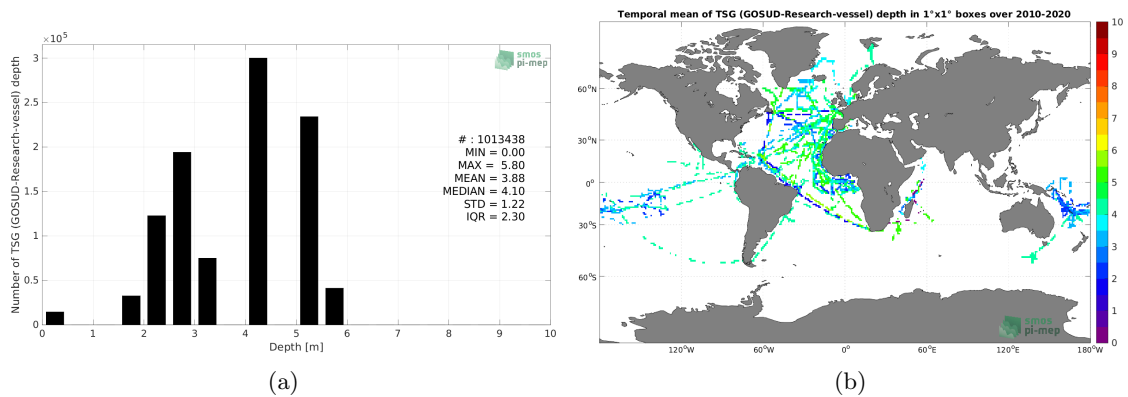 ×10⁵
3
2.5
2
1.5
1
0.5
0
0 1 2 3 4 5 6 7 8 9 10
Depth [m]
Number of TSG (GOSUD-Research-vessel) depth
smos
pi-mep
# : 1013438
MIN = 0.00
MAX = 5.80
MEAN = 3.88
MEDIAN = 4.10
STD = 1.22
IQR = 2.30
(a)
Temporal mean of TSG (GOSUD-Research-vessel) depth in 1°x1° boxes over 2010-2020
60°N
30°N
0°
30°S
60°S
120°W 60°W 0° 60°E 120°E 180°W
smos
pi-mep
10
9
8
7
6
5
4
3
2
1
0
(b)